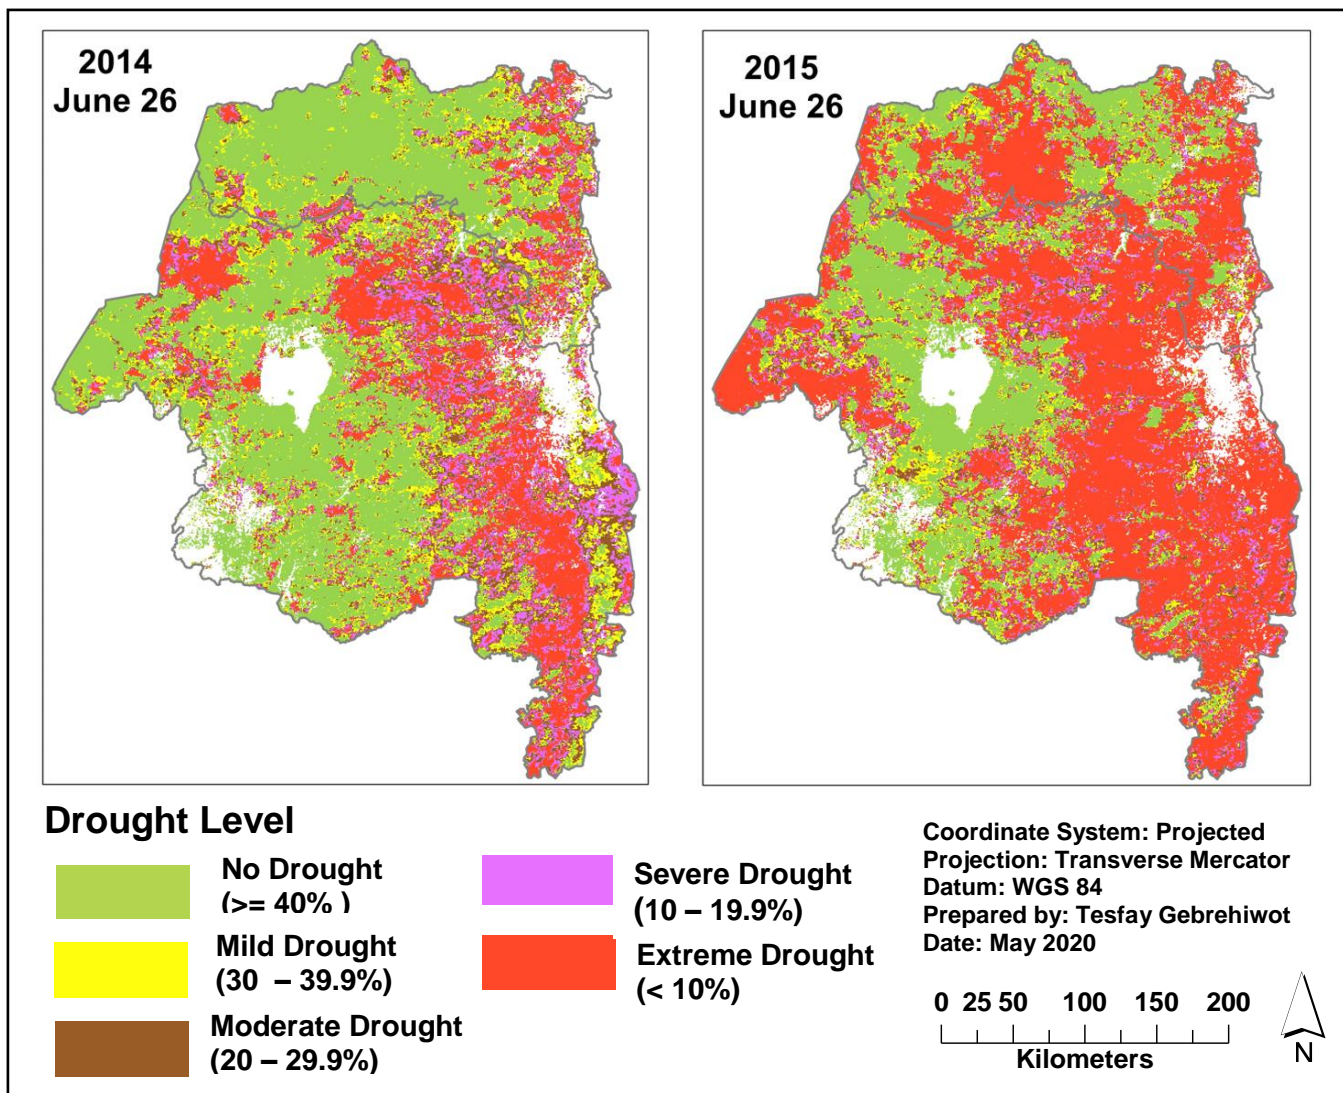 2014
June 26
2015
June 26
Drought Level
No Drought
(>= 40% )
Mild Drought
(30 – 39.9%)
Moderate Drought
(20 – 29.9%)
Severe Drought
(10 – 19.9%)
Extreme Drought
(< 10%)
Coordinate System: Projected
Projection: Transverse Mercator
Datum: WGS 84
Prepared by: Tesfay Gebrehiwot
Date: May 2020
0 25 50 100 150 200
Kilometers
N